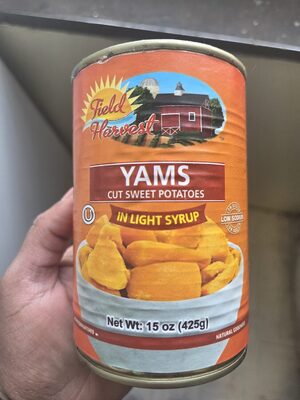 Field
Harvest
YAMS
CUT SWEET POTATOES
IN LIGHT SYRUP
LOW SODIUM
Net Wt: 15 oz (425g)